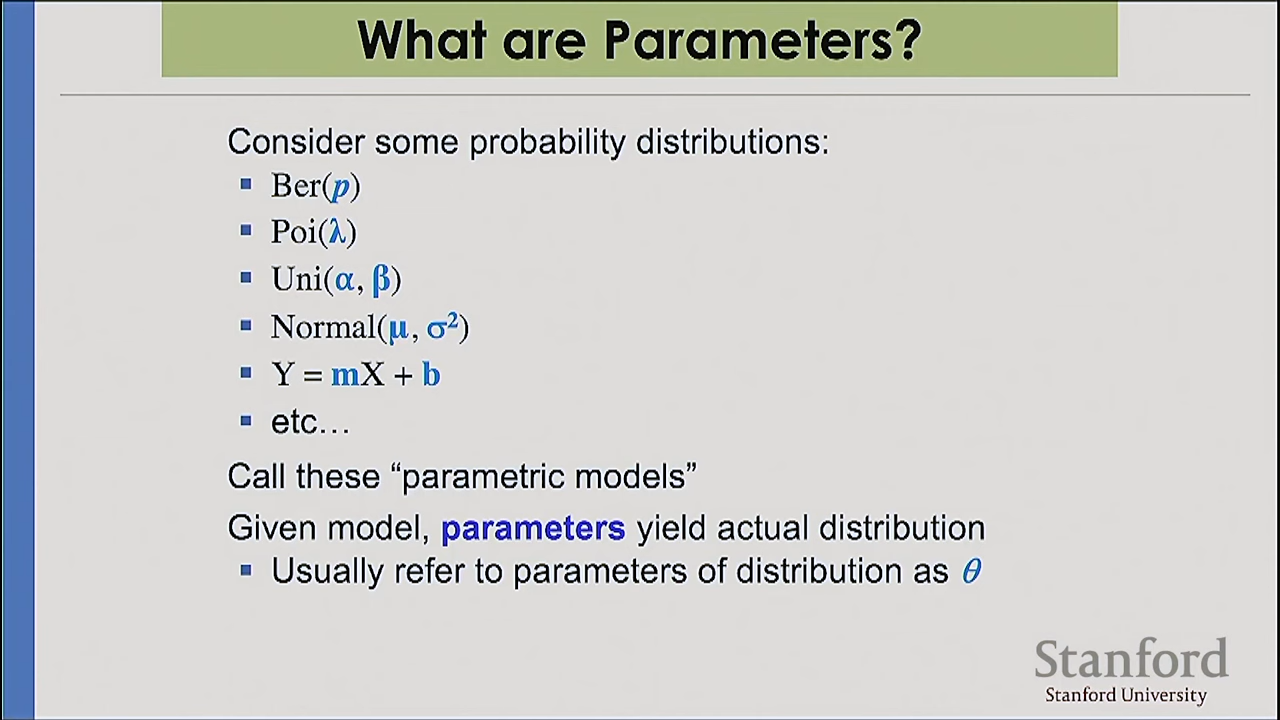 What are Parameters?
Consider some probability distributions:
▪ Ber(p)
▪ Poi(λ)
▪ Uni(α, β)
▪ Normal(μ, σ²)
▪ Y = mX + b
▪ etc…
Call these “parametric models”
Given model, parameters yield actual distribution
▪ Usually refer to parameters of distribution as θ
Stanford
Stanford University